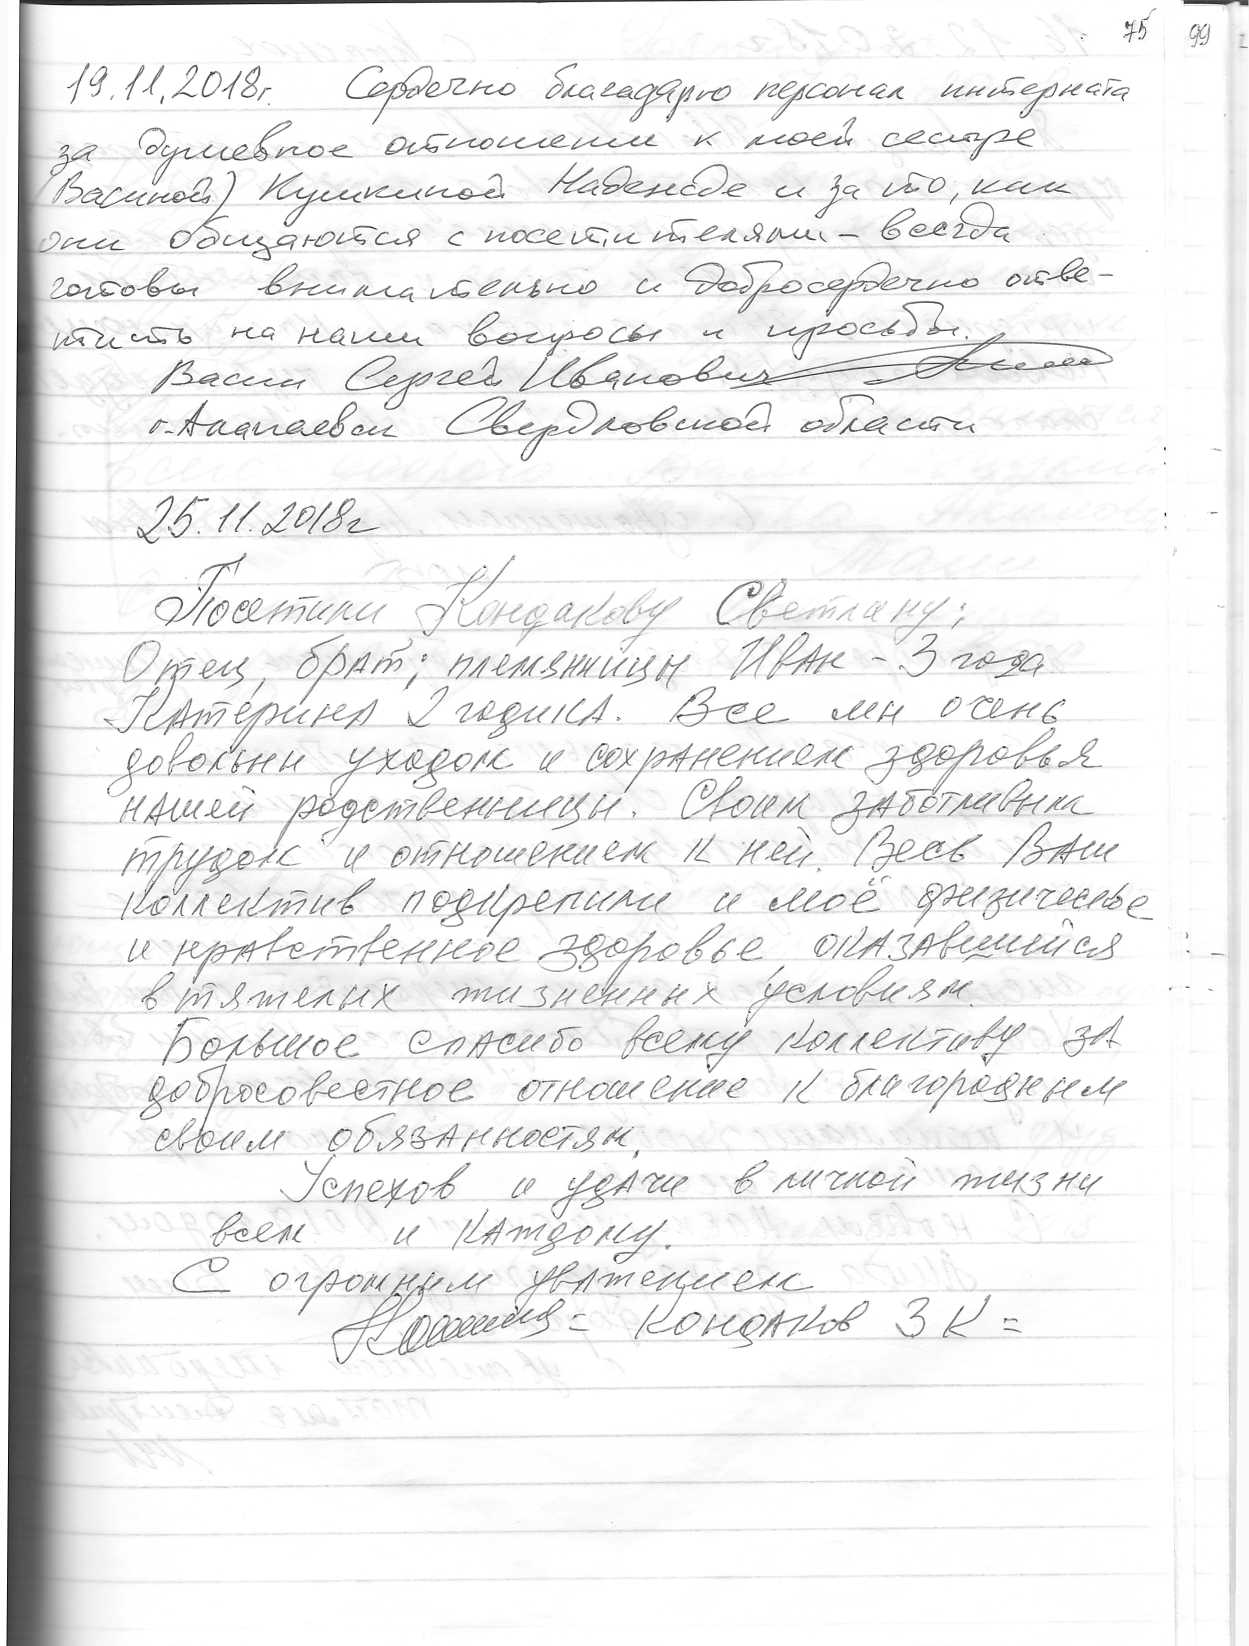 75 99
19.11.2018г. Сердечно благодарю персонал интерната
за душевное отношение к моей сестре
(Васиной) Кушкиной Надежде и за то, как
они общаются с посетителями – всегда
готовы внимательно и добросердечно отве-
тить на наши вопросы и просьбы.
Васин Сергей Иванович
г. Алапаевск Свердловской области
25.11.2018г
Посетили Кондакову Светлану;
Отец, брат; племянницы Иван – 3 года
Катерина 2 годика. Все мы очень
довольны уходом и сохранением здоровья
нашей родственницы. Своим заботливым
трудом и отношением к ней. Весь Ваш
коллектив подкрепили и моё физическое
и нравственное здоровье, оказавшийся
в тяжелых жизненных условиям.
Большое спасибо всему коллективу за
добросовестное отношение к благородным
своим обязанностям.
Успехов и удачи в личной жизни
всем и каждому.
С огромным уважением
= Кондаков З К =